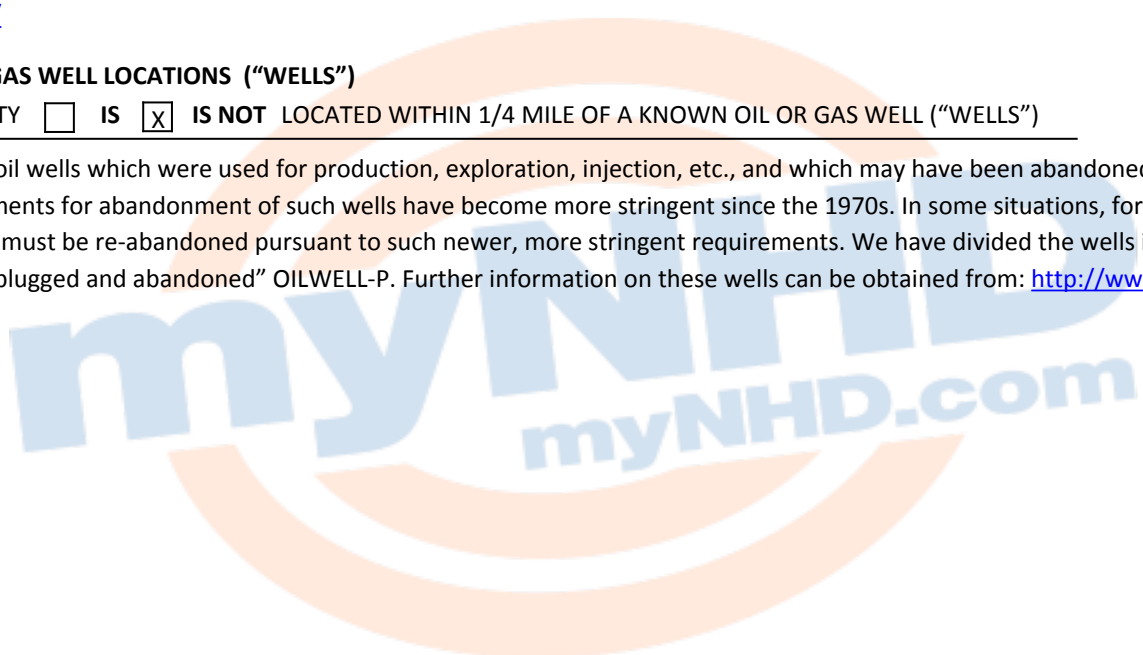 GAS WELL LOCATIONS (“WELLS”)
TY IS X IS NOT LOCATED WITHIN 1/4 MILE OF A KNOWN OIL OR GAS WELL (“WELLS”)
oil wells which were used for production, exploration, injection, etc., and which may have been abandoned
ments for abandonment of such wells have become more stringent since the 1970s. In some situations, for
must be re-abandoned pursuant to such newer, more stringent requirements. We have divided the wells i
plugged and abandoned” OILWELL-P. Further information on these wells can be obtained from: http://ww
myNHD
myNHD.com